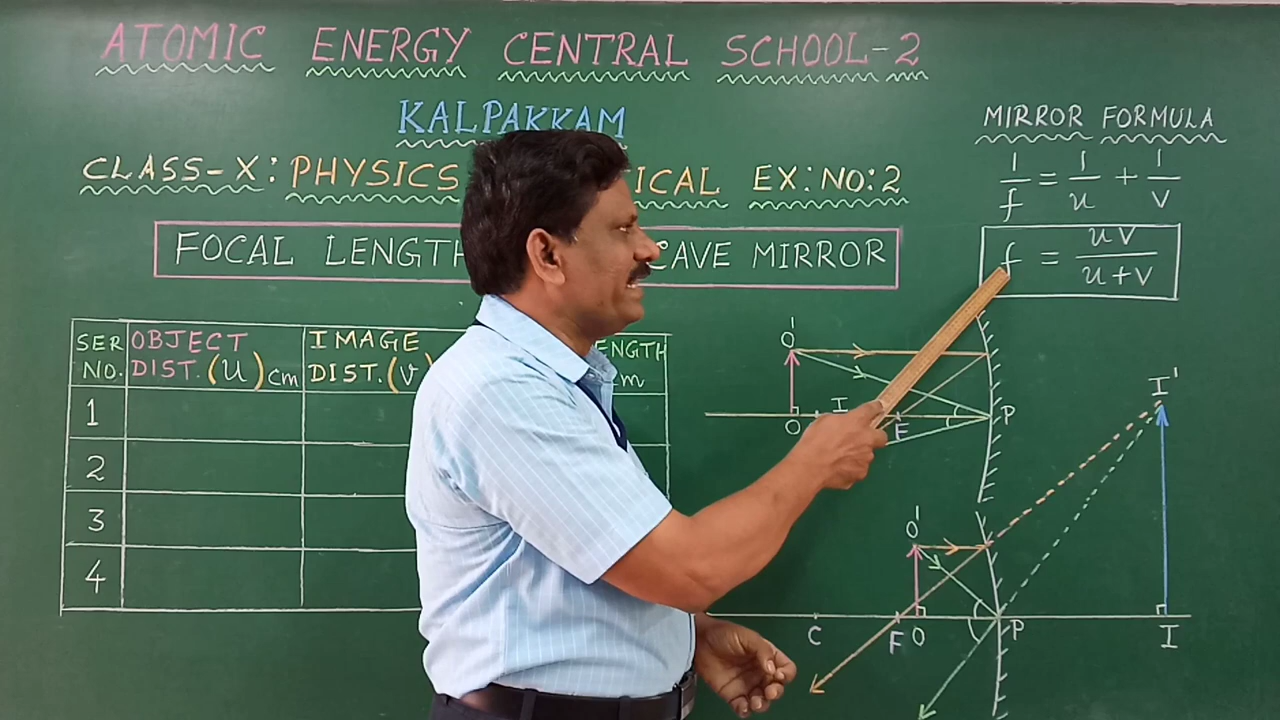 ATOMIC ENERGY CENTRAL SCHOOL-2
KALPAKKAM
CLASS-X: PHYSICS ICAL EX:NO:2
FOCAL LENGTH CAVE MIRROR
MIRROR FORMULA
1/f = 1/u + 1/v
f = uv/u+v
SER NO. OBJECT DIST. (u) cm IMAGE DIST. (v) ENGTH m
1
2
3
4
O' 
O I F P
I'
O'
C F O P I